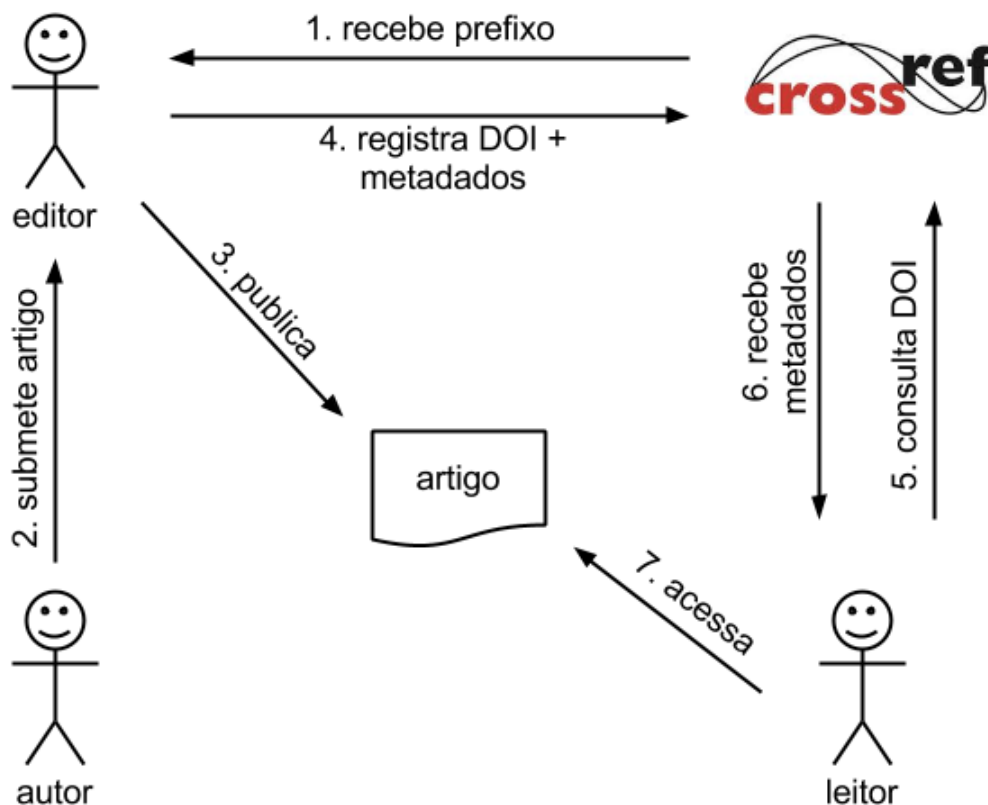 1. recebe prefixo
crossref
4. registra DOI +
metadados
editor
3. publica
2. submete artigo
6. recebe
metadados
5. consulta DOI
artigo
7. acessa
autor
leitor